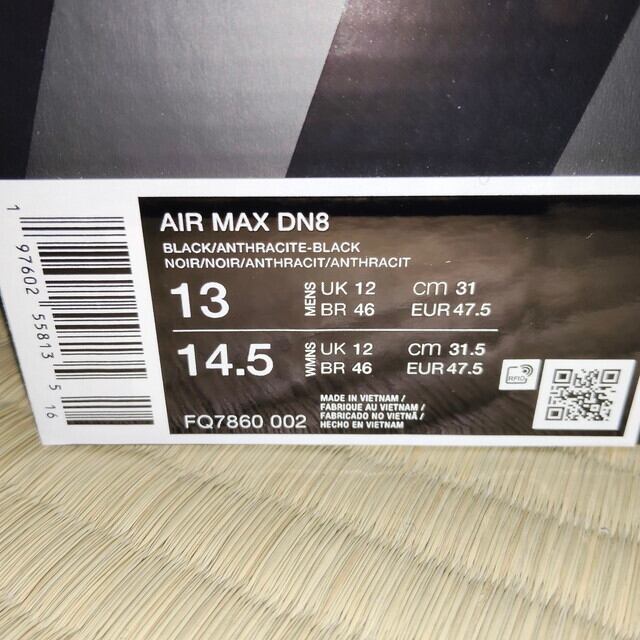 AIR MAX DN8
BLACK/ANTHRACITE-BLACK
NOIR/NOIR/ANTHRACIT/ANTHRACIT
13 MENS UK 12 cm 31
BR 46 EUR 47.5
14.5 WMNS UK 12 cm 31.5
BR 46 EUR 47.5
FQ7860 002
MADE IN VIETNAM /
FABRIQUE AU VIETNAM /
FABRICADO NO VIETNÃ /
HECHO EN VIETNAM
RFID
1 97602 55813 5 16